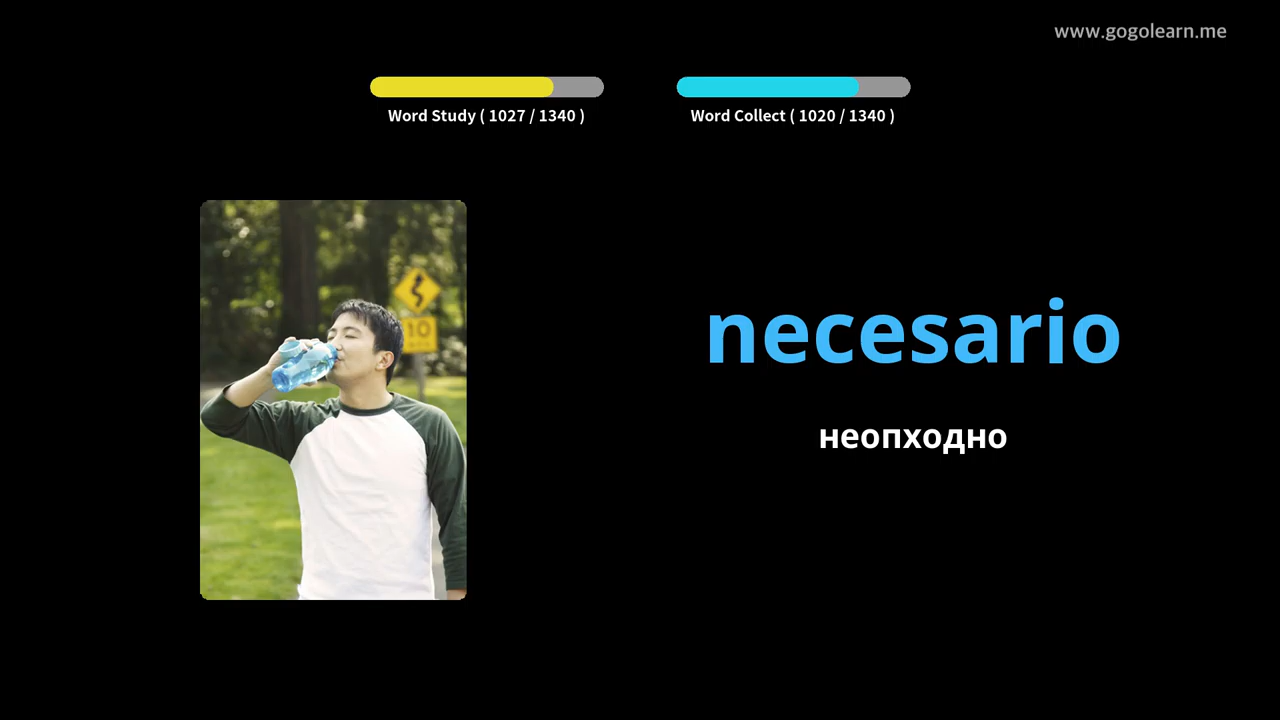 www.gogolearn.me
Word Study ( 1027 / 1340 )
Word Collect ( 1020 / 1340 )
10
necesario
неопходно